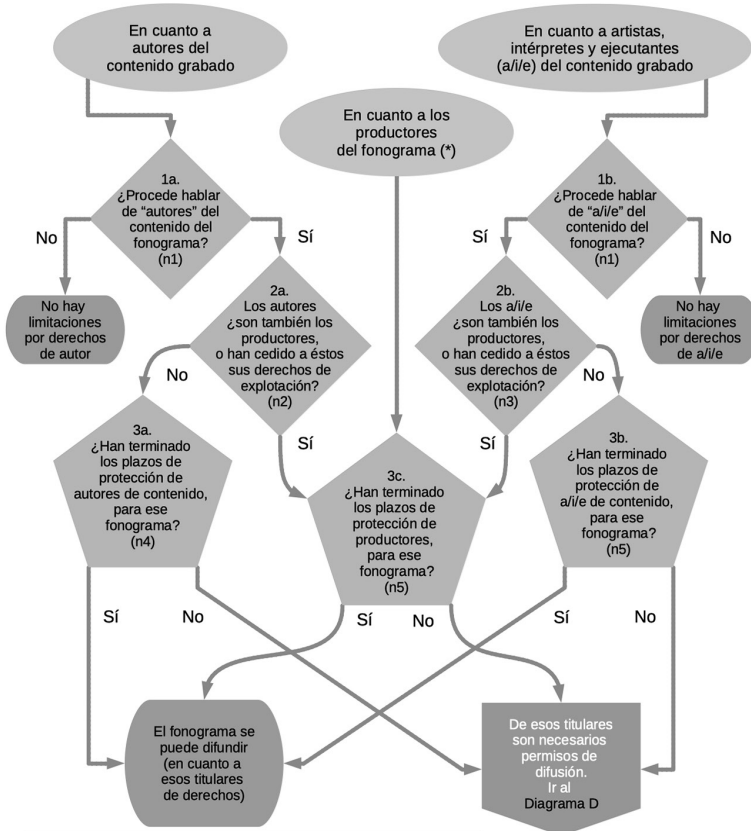 En cuanto a
autores del
contenido grabado
En cuanto a artistas,
intérpretes y ejecutantes
(a/i/e) del contenido grabado
En cuanto a los
productores
del fonograma (*)
1a.
¿Procede hablar
de “autores” del
contenido del
fonograma?
(n1)
1b.
¿Procede hablar
de “a/i/e” del
contenido del
fonograma?
(n1)
No
Sí
Sí
No
No hay
limitaciones
por derechos
de autor
2a.
Los autores
¿son también los
productores,
o han cedido a éstos
sus derechos de
explotación?
(n2)
2b.
Los a/i/e
¿son también los
productores,
o han cedido a éstos
sus derechos de
explotación?
(n3)
No hay
limitaciones
por derechos
de a/i/e
No
Sí
Sí
No
3a.
¿Han terminado
los plazos de
protección de
autores de contenido,
para ese
fonograma?
(n4)
3c.
¿Han terminado
los plazos de
protección de
productores,
para ese
fonograma?
(n5)
3b.
¿Han terminado
los plazos de
protección de
a/i/e de contenido,
para ese
fonograma?
(n5)
Sí
No
Sí
No
Sí
No
El fonograma se
puede difundir
(en cuanto a
esos titulares
de derechos)
De esos titulares
son necesarios
permisos de
difusión.
Ir al
Diagrama D